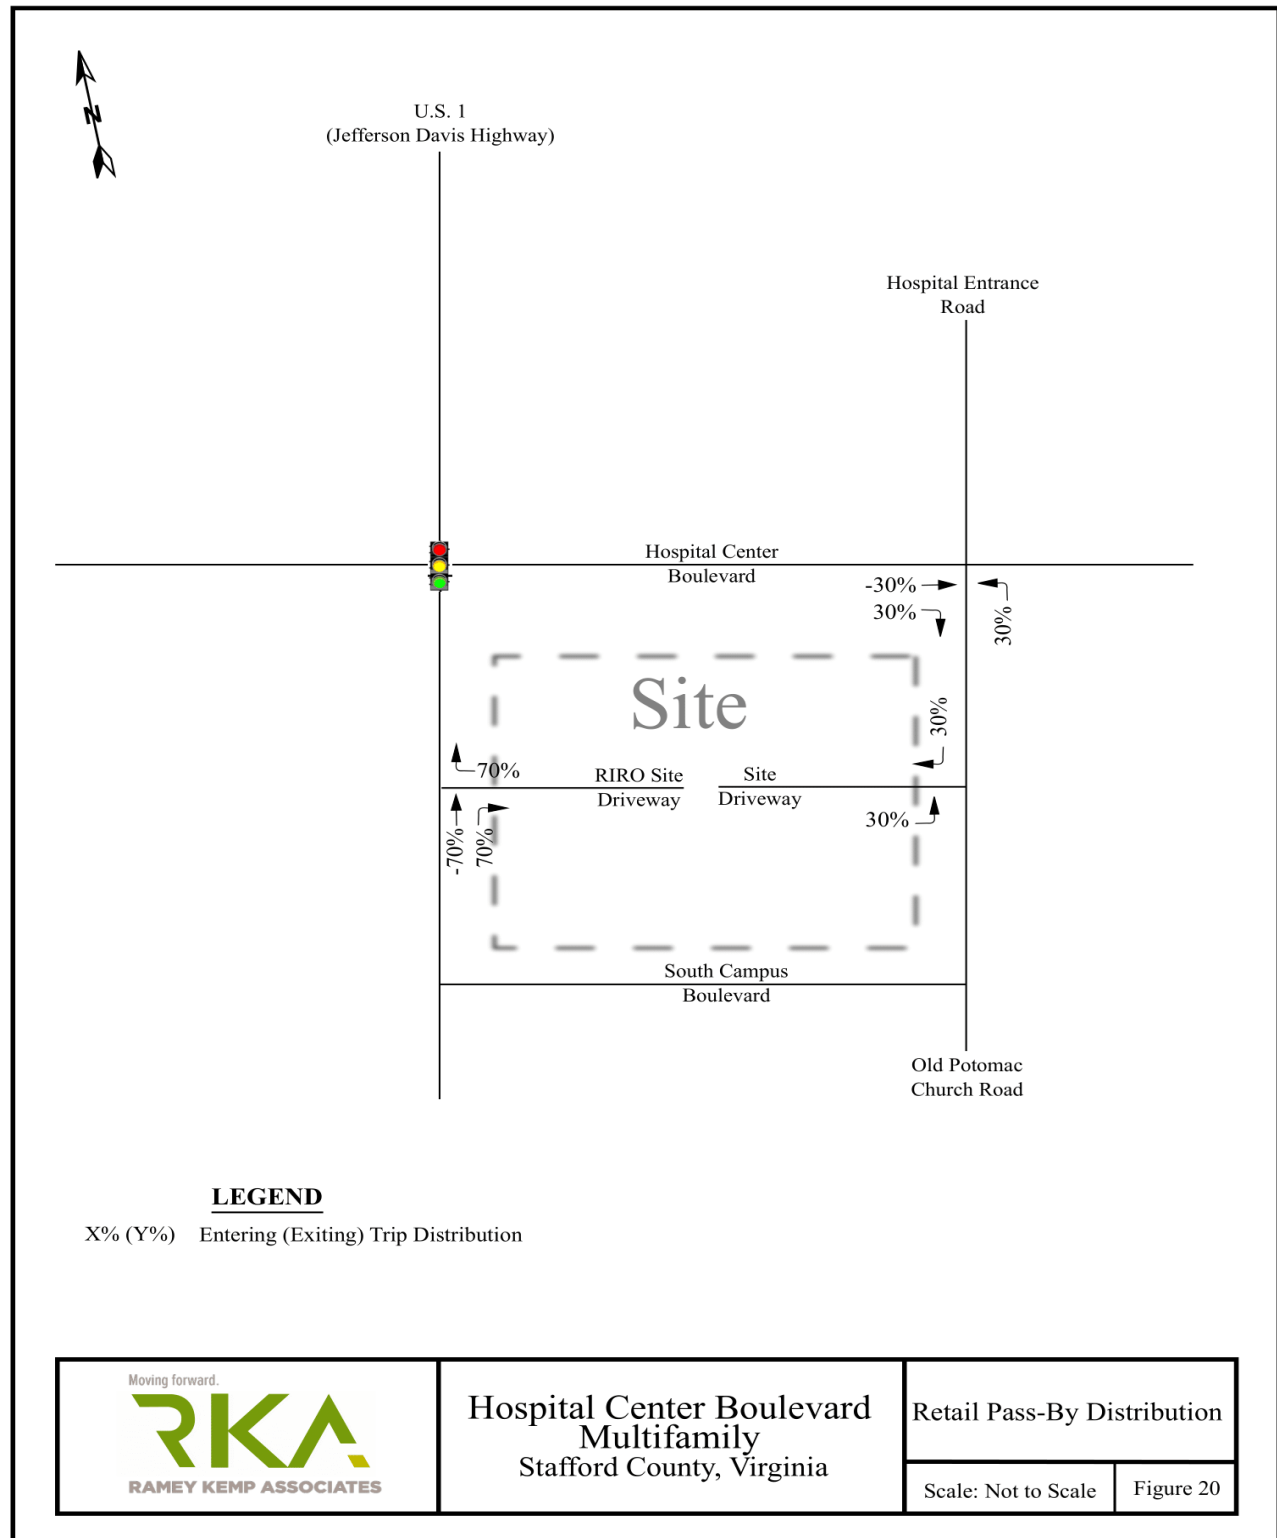 N
U.S. 1
(Jefferson Davis Highway)
Hospital Entrance
Road
Hospital Center
Boulevard
-30%
30%
30%
Site
30%
70%
RIRO Site
Driveway
Site
Driveway
-70%
70%
30%
South Campus
Boulevard
Old Potomac
Church Road
LEGEND
X% (Y%) Entering (Exiting) Trip Distribution
Moving forward.
RKA
RAMEY KEMP ASSOCIATES
Hospital Center Boulevard
Multifamily
Stafford County, Virginia
Retail Pass-By Distribution
Scale: Not to Scale
Figure 20